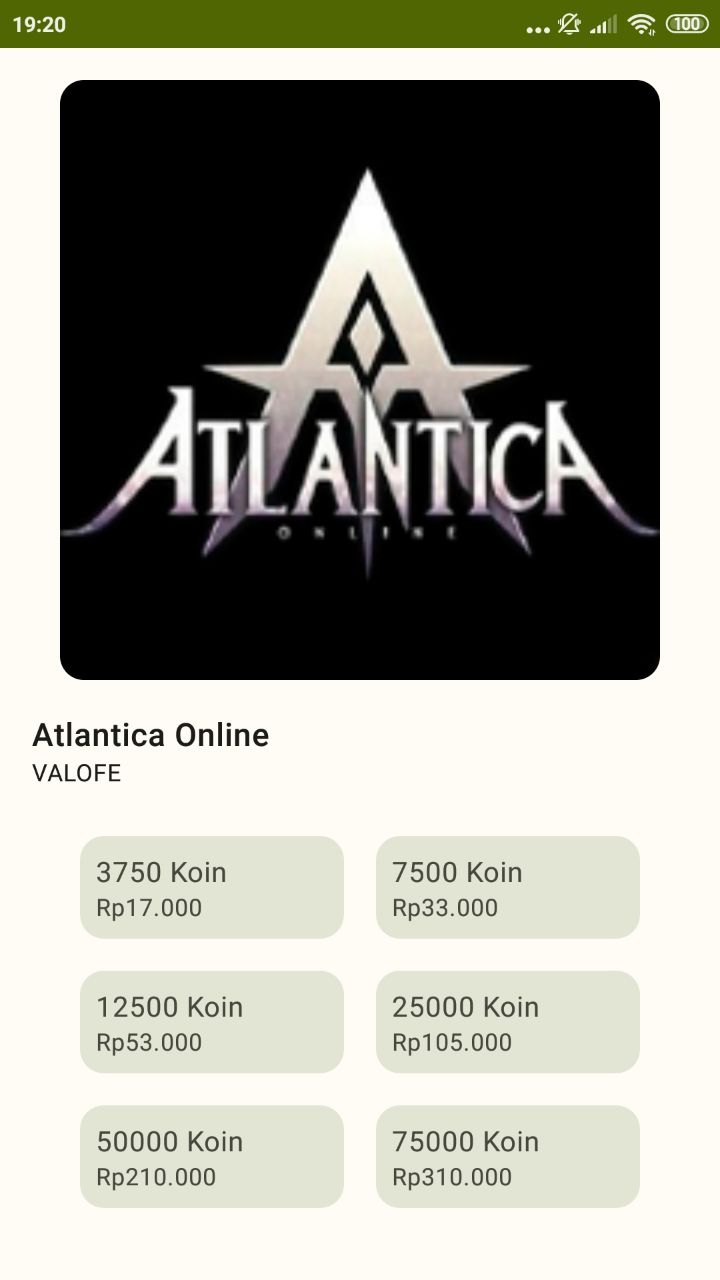 19:20
100
ATLANTICA
ONLINE
Atlantica Online
VALOFE
3750 Koin
Rp17.000
7500 Koin
Rp33.000
12500 Koin
Rp53.000
25000 Koin
Rp105.000
50000 Koin
Rp210.000
75000 Koin
Rp310.000